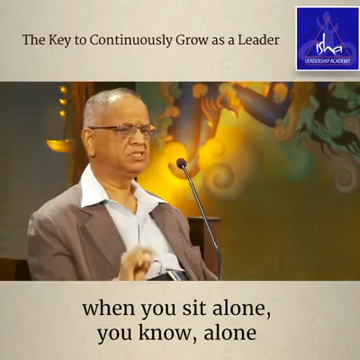 The Key to Continuously Grow as a Leader
isha
LEADERSHIP ACADEMY
when you sit alone,
you know, alone